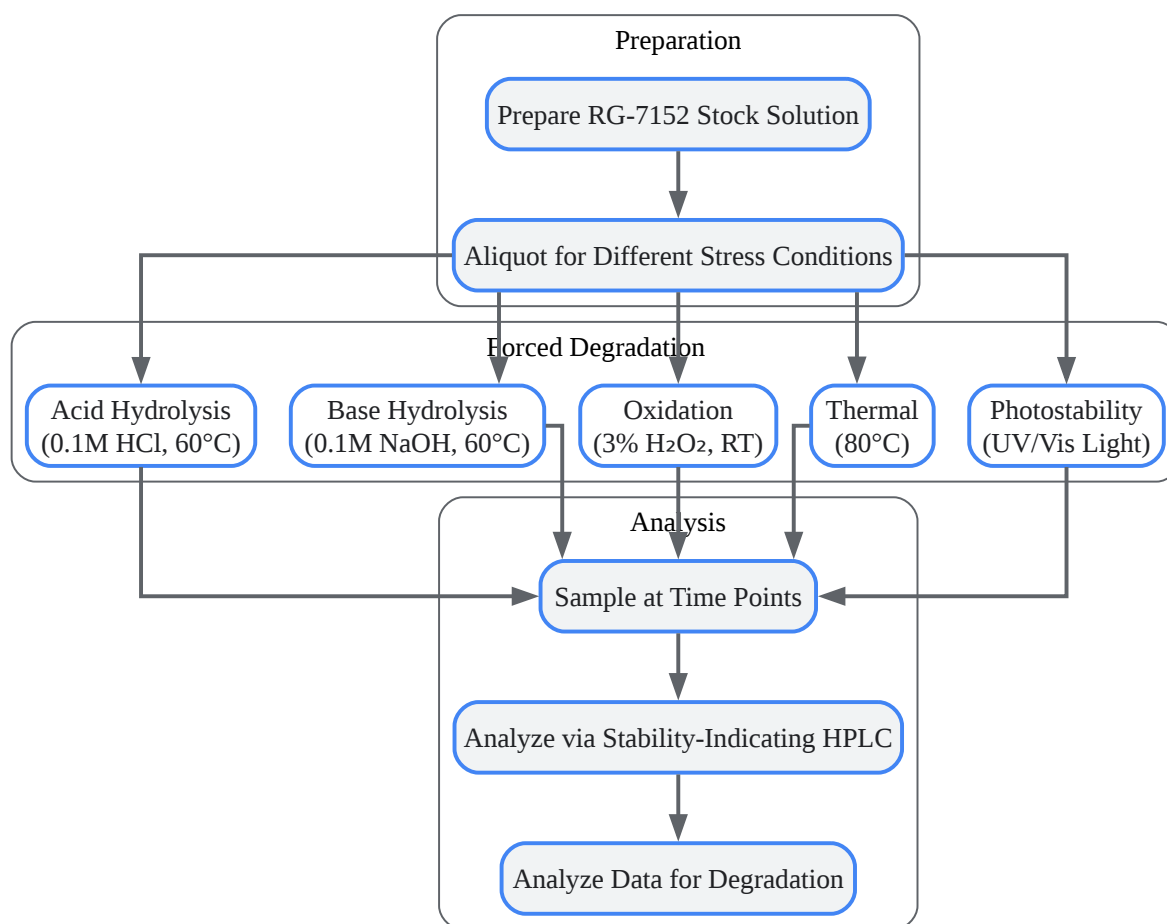 Preparation
Prepare RG-7152 Stock Solution
Aliquot for Different Stress Conditions
Forced Degradation
Acid Hydrolysis
(0.1M HCl, 60°C)
Base Hydrolysis
(0.1M NaOH, 60°C)
Oxidation
(3% H₂O₂, RT)
Thermal
(80°C)
Photostability
(UV/Vis Light)
Analysis
Sample at Time Points
Analyze via Stability-Indicating HPLC
Analyze Data for Degradation